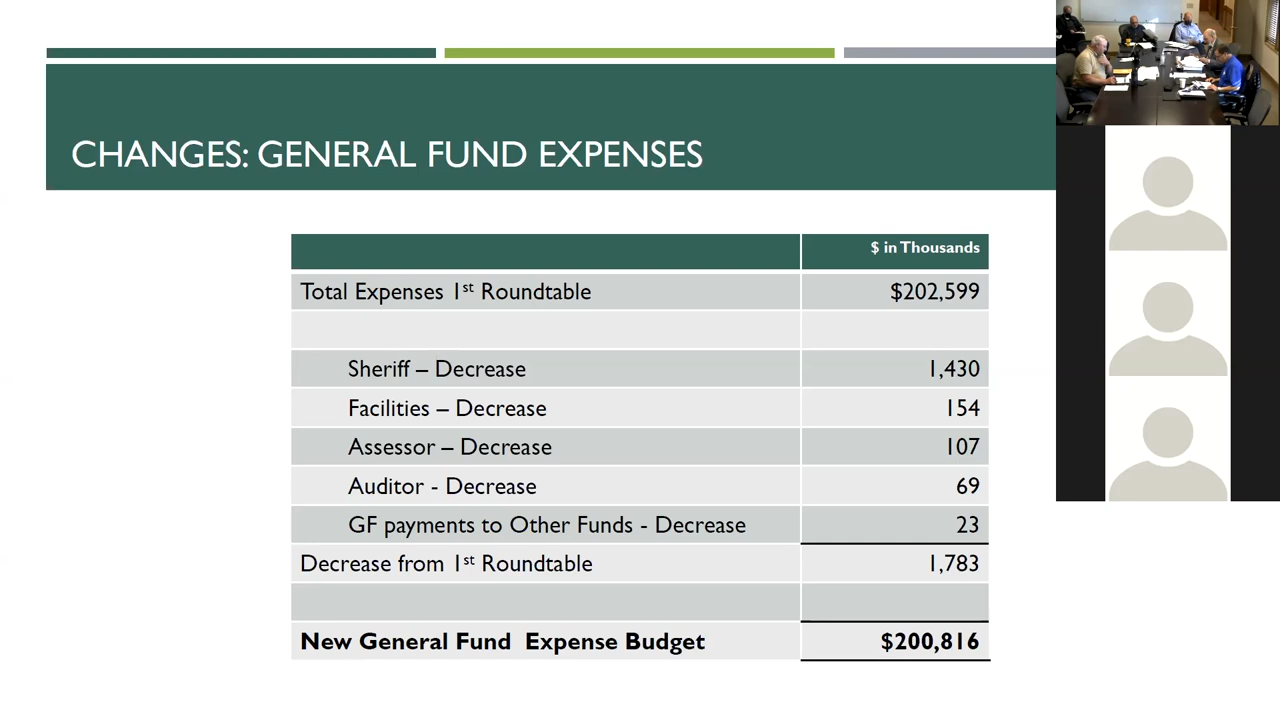 CHANGES: GENERAL FUND EXPENSES
$ in Thousands
Total Expenses 1st Roundtable $202,599
Sheriff – Decrease 1,430
Facilities – Decrease 154
Assessor – Decrease 107
Auditor - Decrease 69
GF payments to Other Funds - Decrease 23
Decrease from 1st Roundtable 1,783
New General Fund Expense Budget $200,816